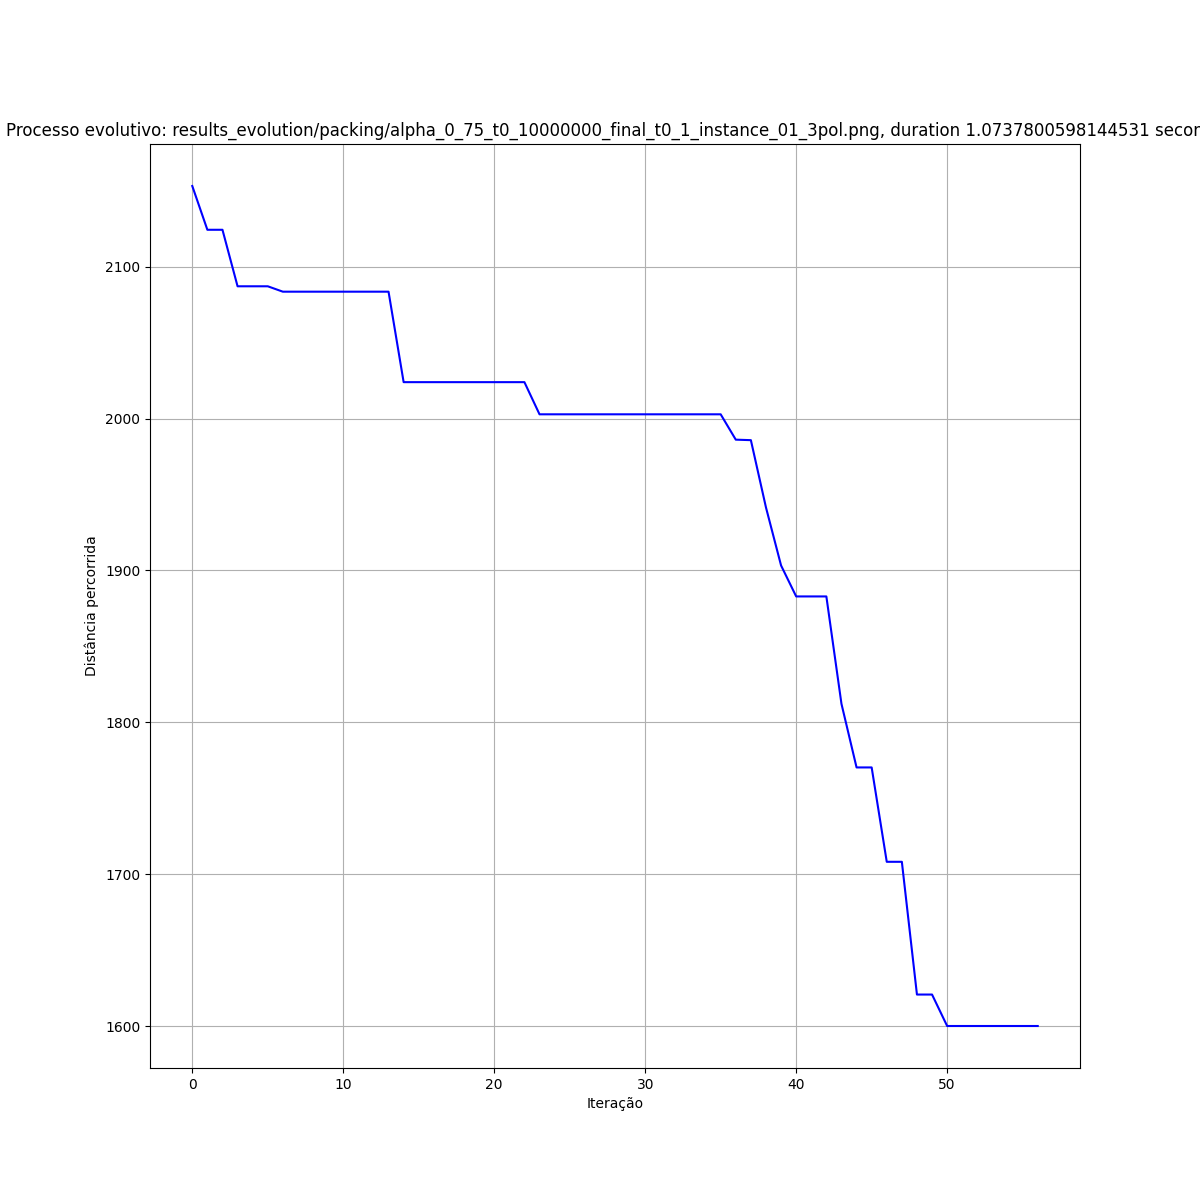 Processo evolutivo: results_evolution/packing/alpha_0_75_t0_10000000_final_t0_1_instance_01_3pol.png, duration 1.0737800598144531 secon
2100
2000
1900
1800
1700
1600
Distância percorrida
0 10 20 30 40 50
Iteração